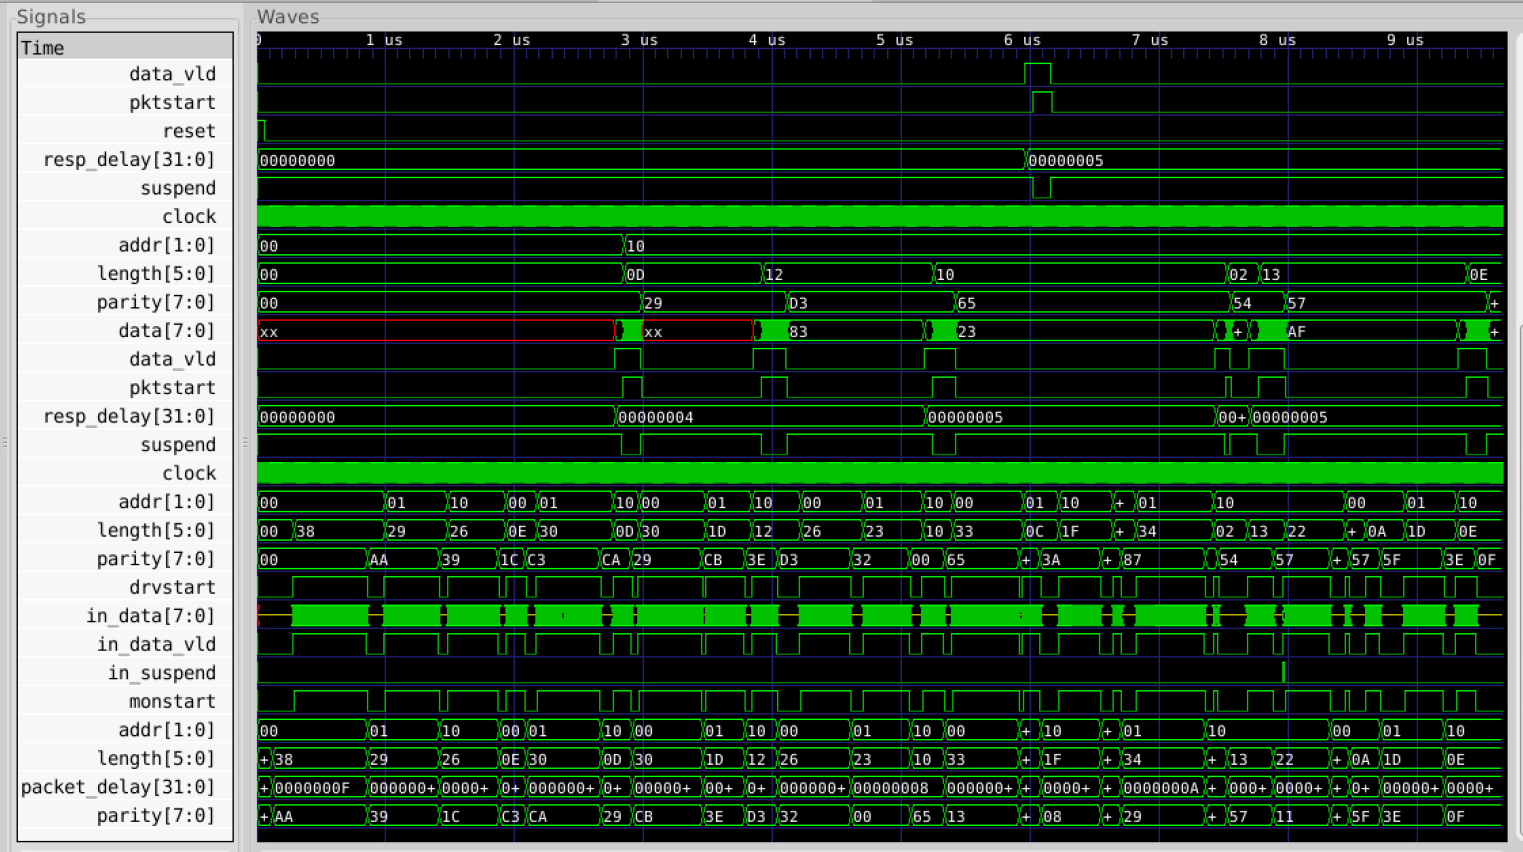 Signals Waves
Time 0 1 us 2 us 3 us 4 us 5 us 6 us 7 us 8 us 9 us
data_vld
pktstart
reset
resp_delay[31:0] 00000000 00000005
suspend
clock
addr[1:0] 00 10
length[5:0] 00 0D 12 10 02 13 0E
parity[7:0] 00 29 D3 65 54 57 +
data[7:0] xx xx 83 23 + AF +
data_vld
pktstart
resp_delay[31:0] 00000000 00000004 00000005 00+ 00000005
suspend
clock
addr[1:0] 00 01 10 00 01 10 00 01 10 00 01 10 00 01 10 + 01 10 00 01 10
length[5:0] 00 38 29 26 0E 30 0D 30 1D 12 26 23 10 33 0C 1F + 34 02 13 22 + 0A 1D 0E
parity[7:0] 00 AA 39 1C C3 CA 29 CB 3E D3 32 00 65 + 3A + 87 54 57 + 57 5F 3E 0F
drvstart
in_data[7:0]
in_data_vld
in_suspend
monstart
addr[1:0] 00 01 10 00 01 10 00 01 10 00 01 10 00 + 10 + 01 10 00 01 10
length[5:0] + 38 29 26 0E 30 0D 30 1D 12 26 23 10 33 + 1F + 34 + 13 22 + 0A 1D 0E
packet_delay[31:0] + 0000000F 000000+ 0000+ 0+ 000000+ 0+ 00000+ 00+ 0+ 000000+ 00000008 000000+ + 0000+ + 0000000A + 000+ 0000+ + 0+ 00000+ 0000+
parity[7:0] + AA 39 1C C3 CA 29 CB 3E D3 32 00 65 13 + 08 + 29 + 57 11 + 5F 3E 0F